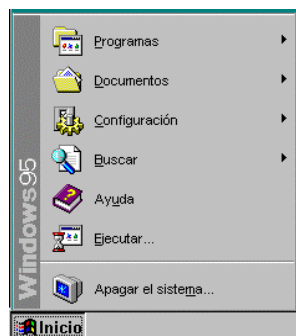 Programas
Documentos
Configuración
Buscar
Ayuda
Ejecutar...
Apagar el sistema...
Windows95
Inicio